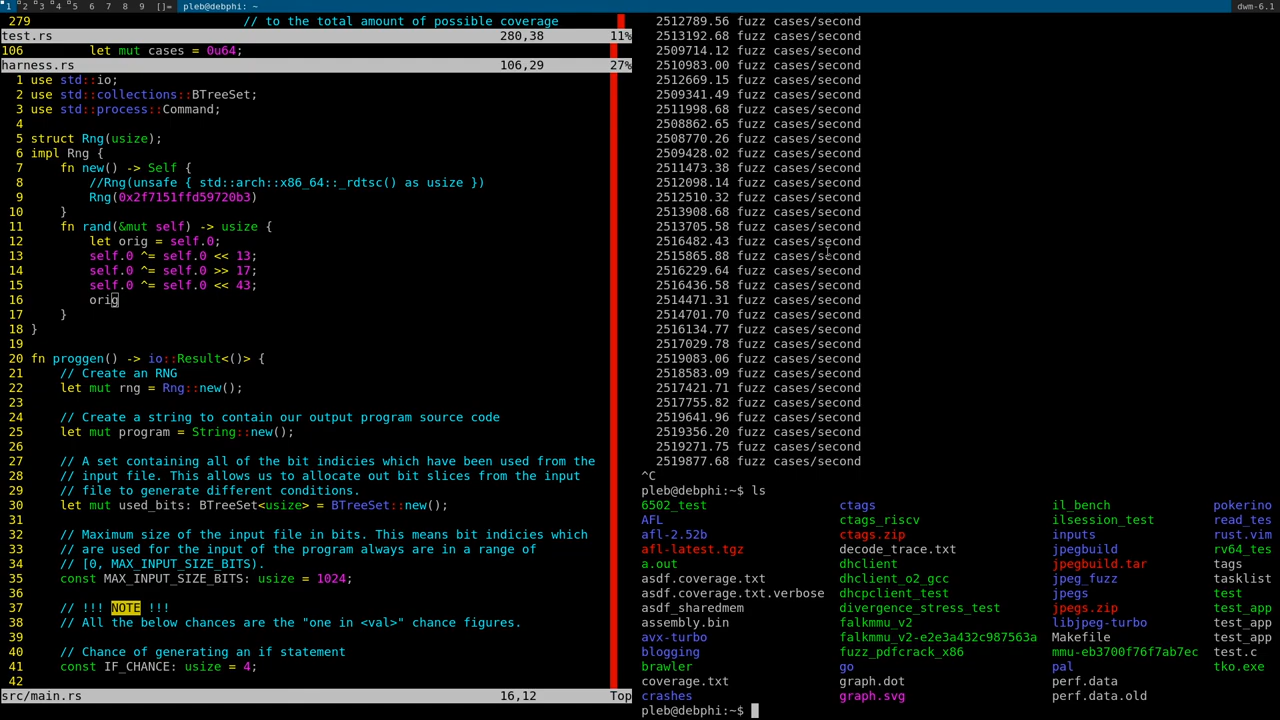 1 2 3 4 5 6 7 8 9 []= pleb@debphi: ~ dwm-6.1
279 // to the total amount of possible coverage
test.rs 280,38 11%
106 let mut cases = 0u64;
harness.rs 106,29 27%
1 use std::io;
2 use std::collections::BTreeSet;
3 use std::process::Command;
4
5 struct Rng(usize);
6 impl Rng {
7 fn new() -> Self {
8 //Rng(unsafe { std::arch::x86_64::_rdtsc() as usize })
9 Rng(0x2f7151ffd59720b3)
10 }
11 fn rand(&mut self) -> usize {
12 let orig = self.0;
13 self.0 ^= self.0 << 13;
14 self.0 ^= self.0 >> 17;
15 self.0 ^= self.0 << 43;
16 orig
17 }
18 }
19
20 fn proggen() -> io::Result<()> {
21 // Create an RNG
22 let mut rng = Rng::new();
23
24 // Create a string to contain our output program source code
25 let mut program = String::new();
26
27 // A set containing all of the bit indicies which have been used from the
28 // input file. This allows us to allocate out bit slices from the input
29 // file to generate different conditions.
30 let mut used_bits: BTreeSet<usize> = BTreeSet::new();
31
32 // Maximum size of the input file in bits. This means bit indicies which
33 // are used for the input of the program always are in a range of
34 // [0, MAX_INPUT_SIZE_BITS).
35 const MAX_INPUT_SIZE_BITS: usize = 1024;
36
37 // !!! NOTE !!!
38 // All the below chances are the "one in <val>" chance figures.
39
40 // Chance of generating an if statement
41 const IF_CHANCE: usize = 4;
42
src/main.rs 16,12 Top
2512789.56 fuzz cases/second
2513192.68 fuzz cases/second
2509714.12 fuzz cases/second
2510983.00 fuzz cases/second
2512669.15 fuzz cases/second
2509341.49 fuzz cases/second
2511998.68 fuzz cases/second
2508862.65 fuzz cases/second
2508770.26 fuzz cases/second
2509428.02 fuzz cases/second
2511473.38 fuzz cases/second
2512098.14 fuzz cases/second
2512510.32 fuzz cases/second
2513908.68 fuzz cases/second
2513705.58 fuzz cases/second
2516482.43 fuzz cases/second
2515865.88 fuzz cases/second
2516229.64 fuzz cases/second
2516436.58 fuzz cases/second
2514471.31 fuzz cases/second
2514701.70 fuzz cases/second
2516134.77 fuzz cases/second
2517029.78 fuzz cases/second
2519083.06 fuzz cases/second
2518583.09 fuzz cases/second
2517421.71 fuzz cases/second
2517755.82 fuzz cases/second
2519641.96 fuzz cases/second
2519356.20 fuzz cases/second
2519271.75 fuzz cases/second
2519877.68 fuzz cases/second
^C
pleb@debphi:~$ ls
6502_test ctags il_bench pokerino
AFL ctags_riscv ilsession_test read_tes
afl-2.52b ctags.zip inputs rust.vim
afl-latest.tgz decode_trace.txt jpegbuild rv64_tes
a.out dhclient jpegbuild.tar tags
asdf.coverage.txt dhclient_o2_gcc jpeg_fuzz tasklist
asdf.coverage.txt.verbose dhcpclient_test jpegs test
asdf_sharedmem divergence_stress_test jpegs.zip test_app
assembly.bin falkmmu_v2 libjpeg-turbo test_app
avx-turbo falkmmu_v2-e2e3a432c987563a Makefile test_app
blogging fuzz_pdfcrack_x86 mmu-eb3700f76f7ab7ec test.c
brawler go pal tko.exe
coverage.txt graph.dot perf.data
crashes graph.svg perf.data.old
pleb@debphi:~$